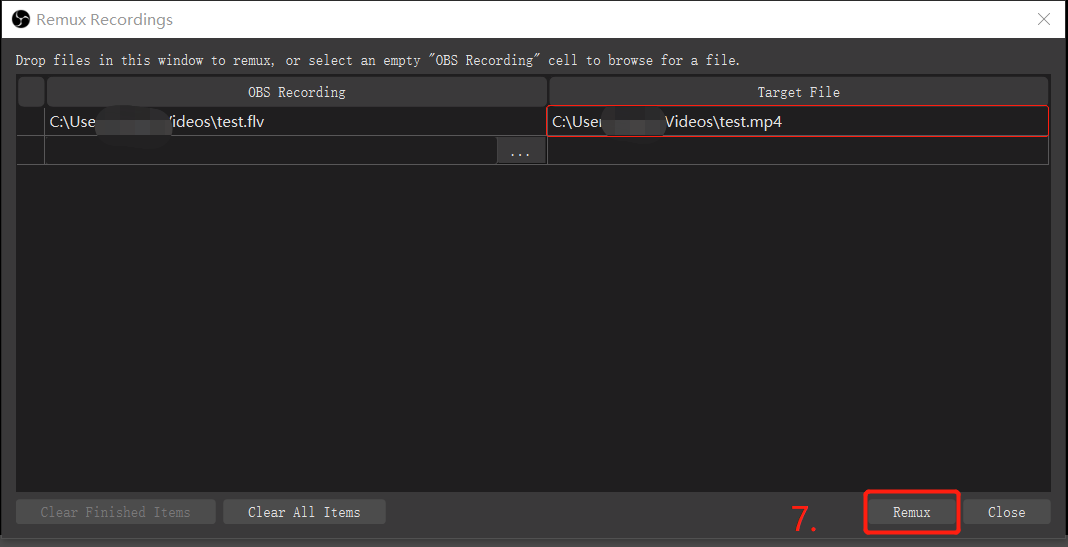 Remux Recordings
Drop files in this window to remux, or select an empty "OBS Recording" cell to browse for a file.
OBS Recording Target File
C:\Use ideos\test.flv C:\User Videos\test.mp4
...
Clear Finished Items Clear All Items 7. Remux Close